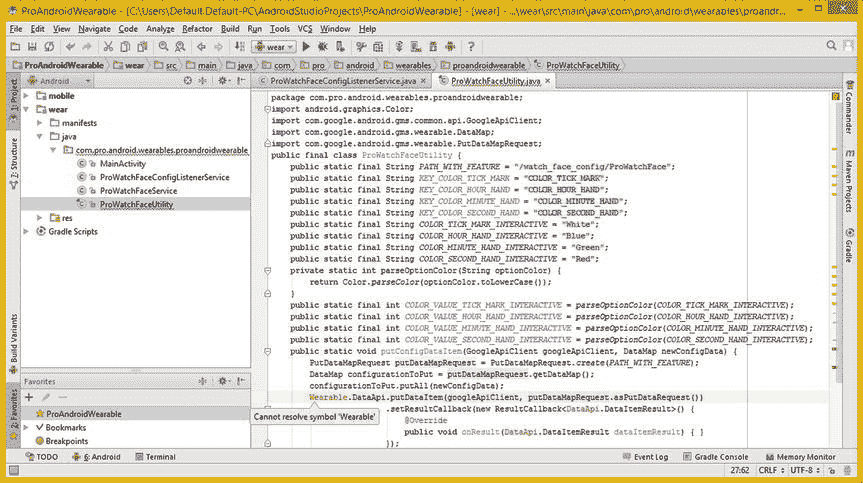 ProAndroidWearable - [C:\Users\Default.Default-PC\AndroidStudioProjects\ProAndroidWearable] - [wear] - ...\wear\src\main\java\com\pro\android\wearables\proandr...
File Edit View Navigate Code Analyze Refactor Build Run Tools VCS Window Help
wear
ProAndroidWearable wear src main java com pro android wearables proandroidwearable ProWatchFaceUtility
Android
ProWatchFaceConfigListenerService.java ProWatchFaceUtility.java
1: Project
7: Structure
Build Variants
2: Favorites
mobile
wear
manifests
java
com.pro.android.wearables.proandroidwearable
MainActivity
ProWatchFaceConfigListenerService
ProWatchFaceService
ProWatchFaceUtility
res
Gradle Scripts
Favorites
ProAndroidWearable
Bookmarks
Breakpoints
package com.pro.android.wearables.proandroidwearable;
import android.graphics.Color;
import com.google.android.gms.common.api.GoogleApiClient;
import com.google.android.gms.wearable.DataMap;
import com.google.android.gms.wearable.PutDataMapRequest;
public final class ProWatchFaceUtility {
public static final String PATH_WITH_FEATURE = "/watch_face_config/ProWatchFace";
public static final String KEY_COLOR_TICK_MARK = "COLOR_TICK_MARK";
public static final String KEY_COLOR_HOUR_HAND = "COLOR_HOUR_HAND";
public static final String KEY_COLOR_MINUTE_HAND = "COLOR_MINUTE_HAND";
public static final String KEY_COLOR_SECOND_HAND = "COLOR_SECOND_HAND";
public static final String COLOR_TICK_MARK_INTERACTIVE = "White";
public static final String COLOR_HOUR_HAND_INTERACTIVE = "Blue";
public static final String COLOR_MINUTE_HAND_INTERACTIVE = "Green";
public static final String COLOR_SECOND_HAND_INTERACTIVE = "Red";
private static int parseOptionColor(String optionColor) {
return Color.parseColor(optionColor.toLowerCase());
}
public static final int COLOR_VALUE_TICK_MARK_INTERACTIVE = parseOptionColor(COLOR_TICK_MARK_INTERACTIVE);
public static final int COLOR_VALUE_HOUR_HAND_INTERACTIVE = parseOptionColor(COLOR_HOUR_HAND_INTERACTIVE);
public static final int COLOR_VALUE_MINUTE_HAND_INTERACTIVE = parseOptionColor(COLOR_MINUTE_HAND_INTERACTIVE);
public static final int COLOR_VALUE_SECOND_HAND_INTERACTIVE = parseOptionColor(COLOR_SECOND_HAND_INTERACTIVE);
public static void putConfigDataItem(GoogleApiClient googleApiClient, DataMap newConfigData) {
PutDataMapRequest putDataMapRequest = PutDataMapRequest.create(PATH_WITH_FEATURE);
DataMap configurationToPut = putDataMapRequest.getDataMap();
configurationToPut.putAll(newConfigData);
Wearable.DataApi.putDataItem(googleApiClient, putDataMapRequest.asPutDataRequest())
.setResultCallback(new ResultCallback<DataApi.DataItemResult>() {
@Override
public void onResult(DataApi.DataItemResult dataItemResult) { }
});
Cannot resolve symbol 'Wearable'
Commander
Maven Projects
Gradle
TODO 6: Android Terminal Event Log Gradle Console Memory Monitor
27:62 CRLF UTF-8